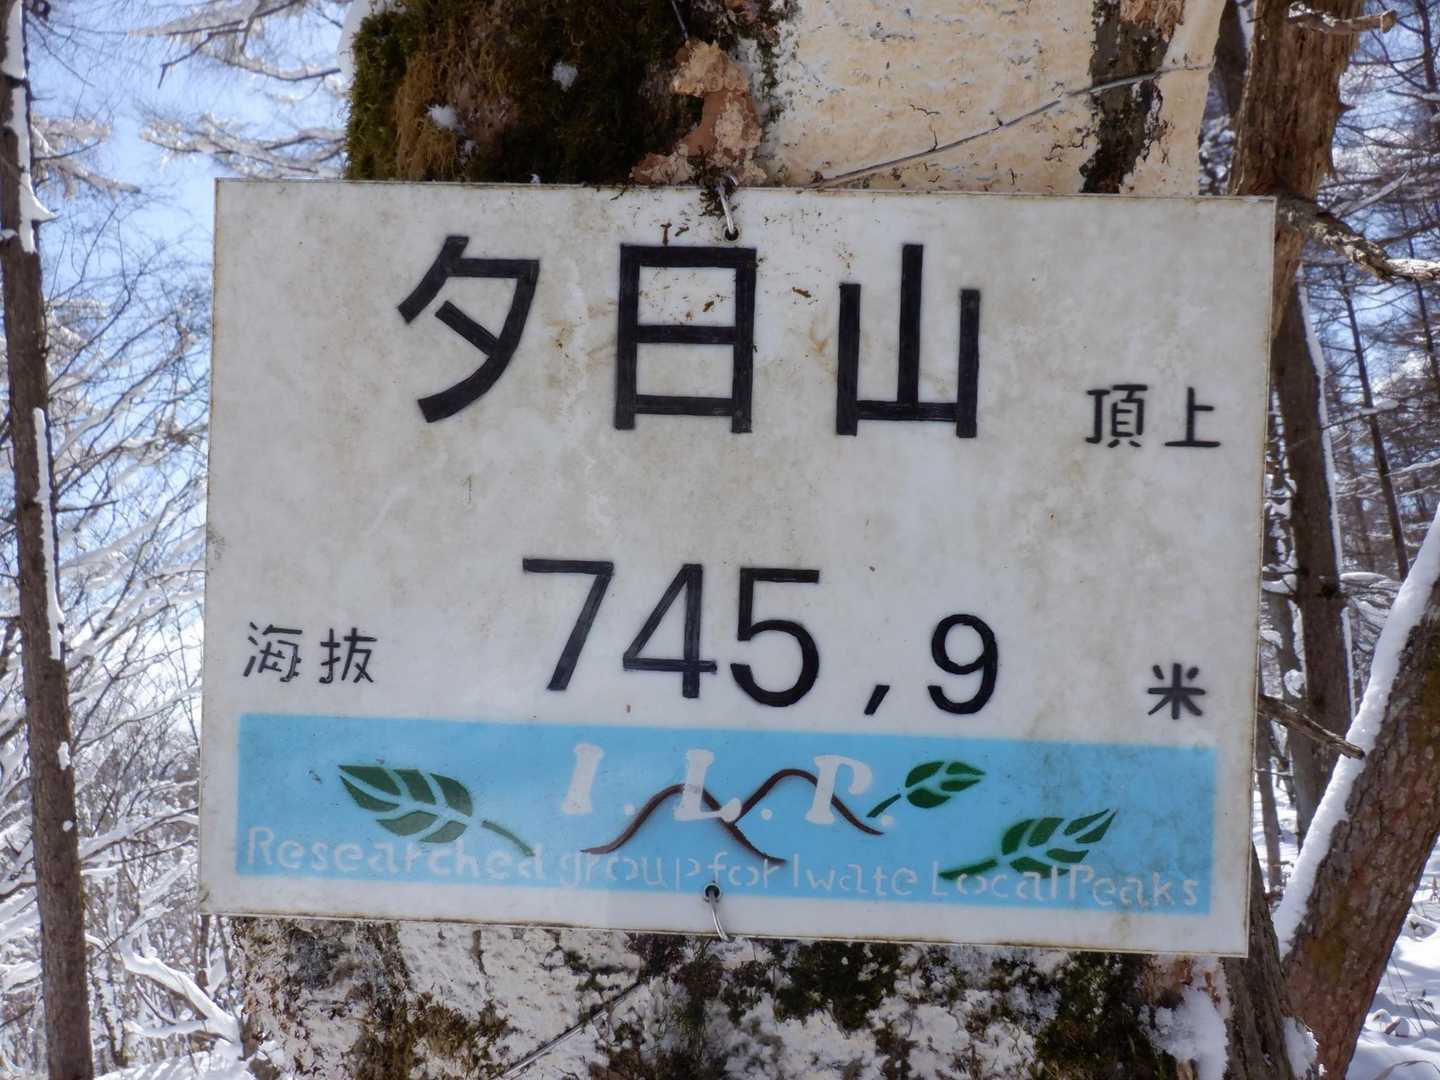 夕日山 頂上
海抜 745,9 米
I.L.P.
Researched group for Iwate Local Peaks